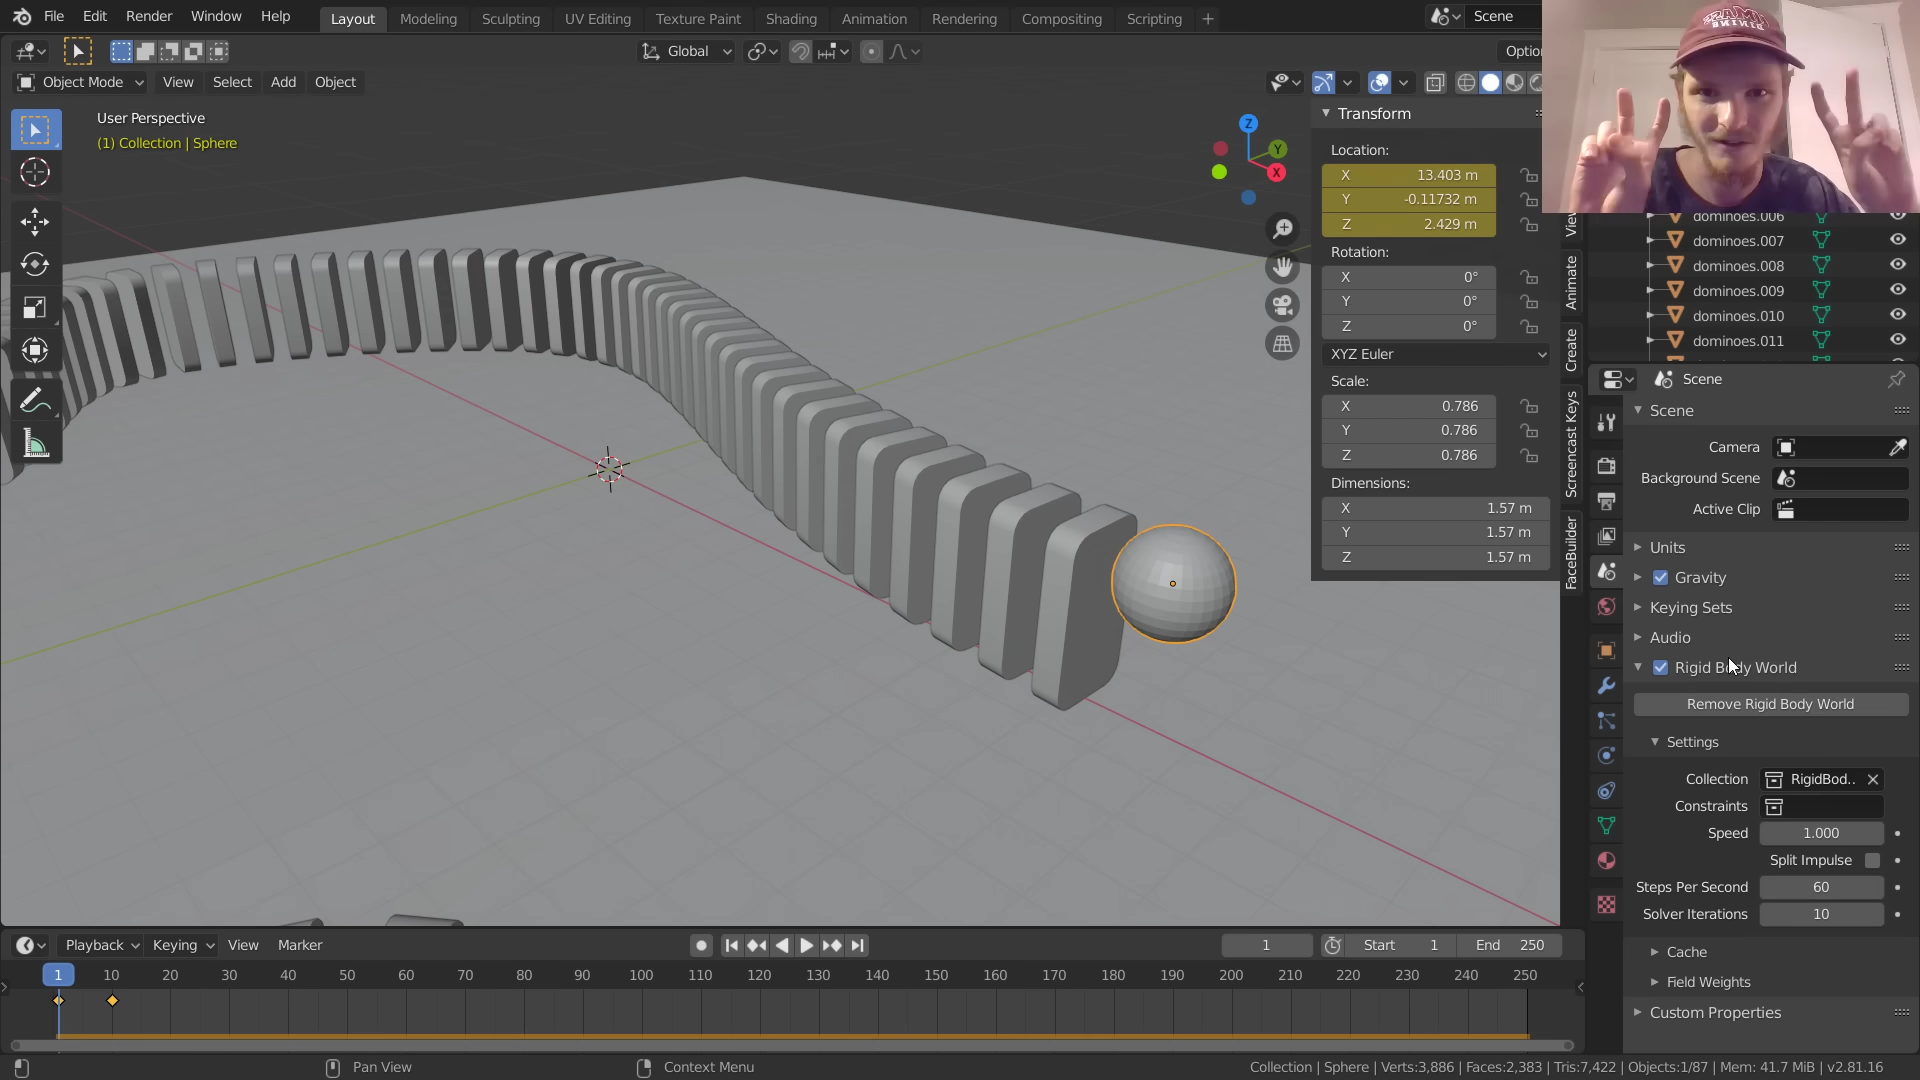 File Edit Render Window Help Layout Modeling Sculpting UV Editing Texture Paint Shading Animation Rendering Compositing Scripting + Scene
Global Optio
Object Mode View Select Add Object
User Perspective
(1) Collection | Sphere
Z
Y
X
Transform
Location:
X 13.403 m
Y -0.11732 m
Z 2.429 m
Rotation:
X 0°
Y 0°
Z 0°
XYZ Euler
Scale:
X 0.786
Y 0.786
Z 0.786
Dimensions:
X 1.57 m
Y 1.57 m
Z 1.57 m
Animate
Create
Screencast Keys
FaceBuilder
dominoes.006
dominoes.007
dominoes.008
dominoes.009
dominoes.010
dominoes.011
Scene
Scene
Camera
Background Scene
Active Clip
Units
Gravity
Keying Sets
Audio
Rigid Body World
Remove Rigid Body World
Settings
Collection RigidBod..
Constraints
Speed 1.000
Split Impulse
Steps Per Second 60
Solver Iterations 10
Cache
Field Weights
Custom Properties
Playback Keying View Marker 1 Start 1 End 250
1 10 20 30 40 50 60 70 80 90 100 110 120 130 140 150 160 170 180 190 200 210 220 230 240 250
Pan View Context Menu Collection | Sphere | Verts:3,886 | Faces:2,383 | Tris:7,422 | Objects:1/87 | Mem: 41.7 MiB | v2.81.16